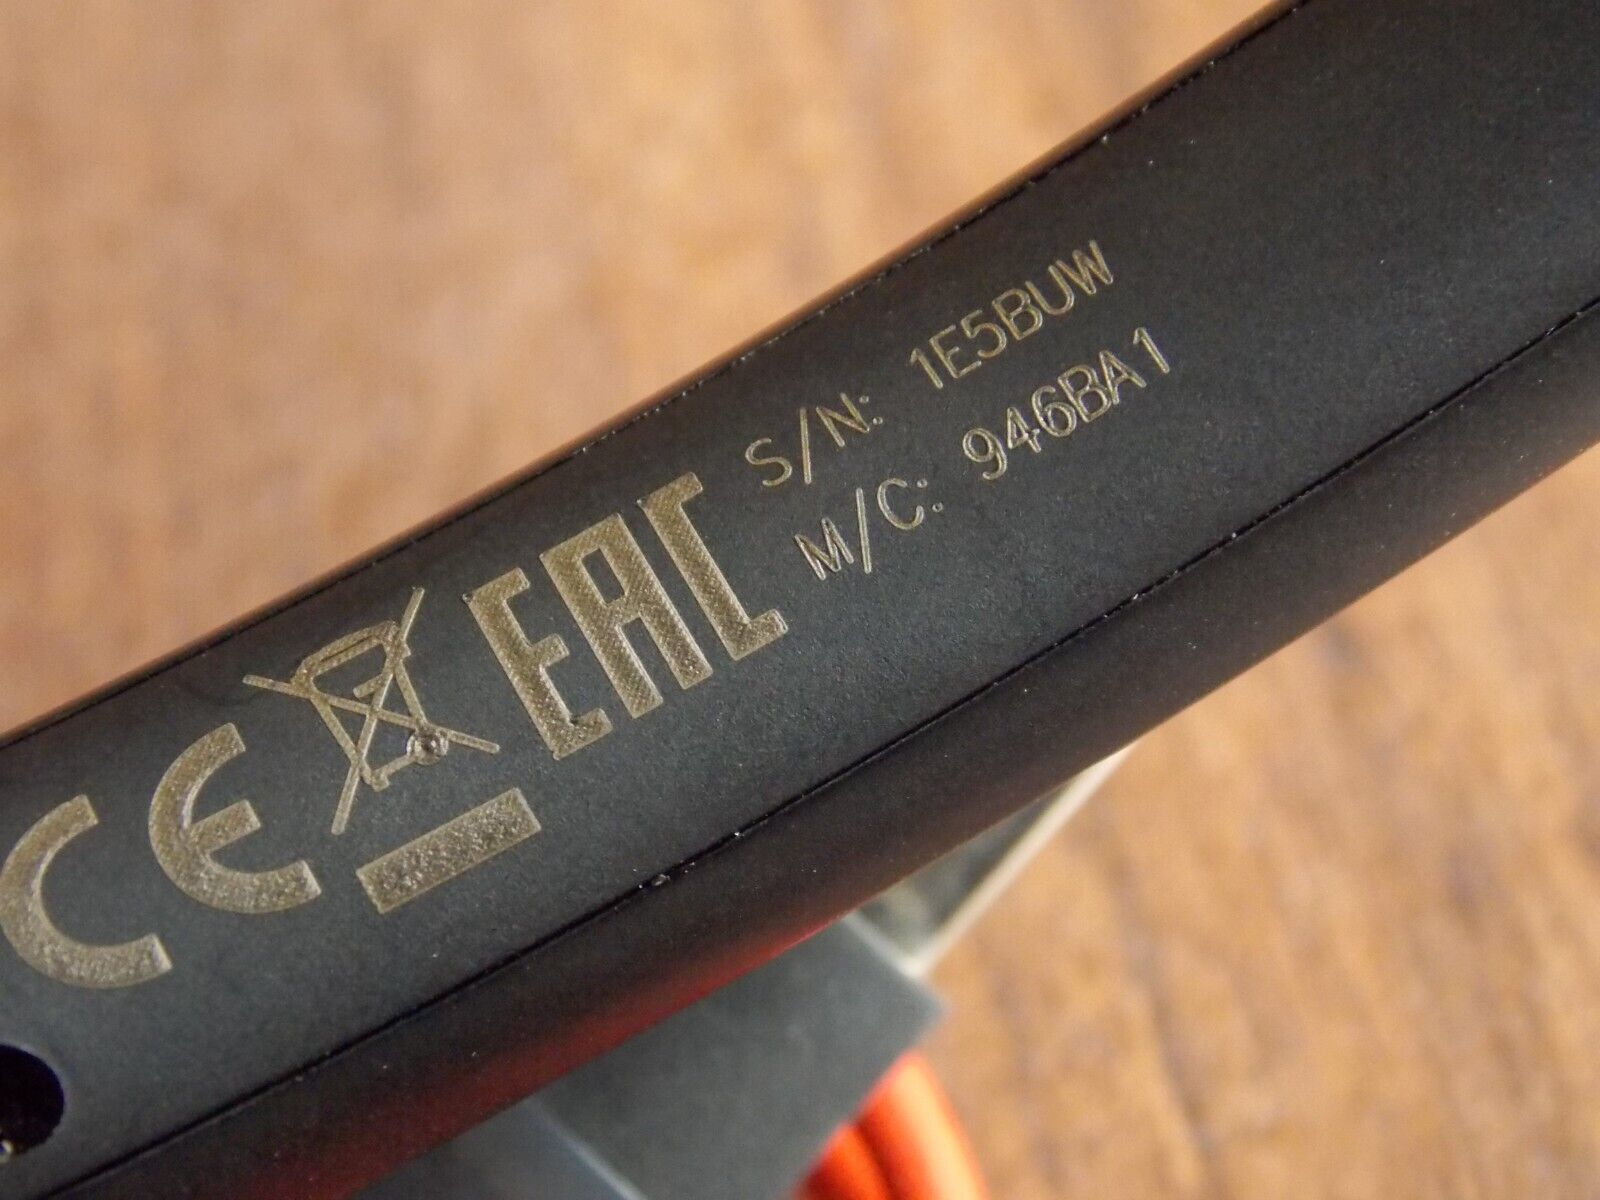 S/N: 1E5BUW
M/C: 946BA1
CE EAC